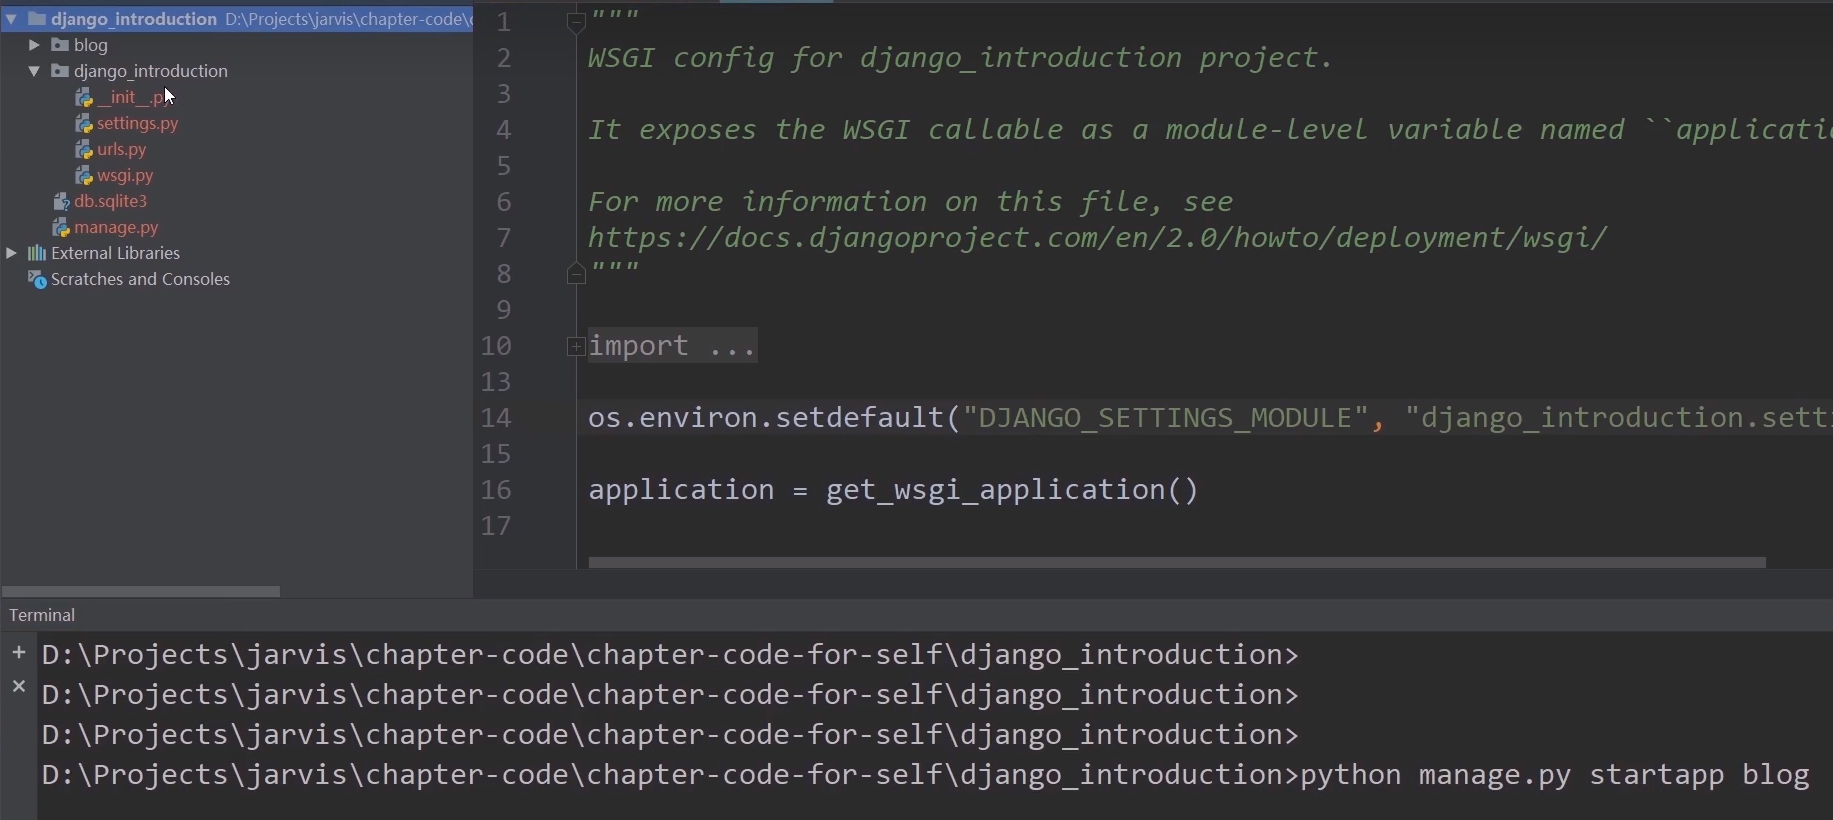 django_introduction D:\Projects\jarvis\chapter-code\
blog
django_introduction
__init__.py
settings.py
urls.py
wsgi.py
db.sqlite3
manage.py
External Libraries
Scratches and Consoles
1 """
2 WSGI config for django_introduction project.
3
4 It exposes the WSGI callable as a module-level variable named ``applicatio
5
6 For more information on this file, see
7 https://docs.djangoproject.com/en/2.0/howto/deployment/wsgi/
8 """
9
10 import ...
13
14 os.environ.setdefault("DJANGO_SETTINGS_MODULE", "django_introduction.setti
15
16 application = get_wsgi_application()
17
Terminal
D:\Projects\jarvis\chapter-code\chapter-code-for-self\django_introduction>
D:\Projects\jarvis\chapter-code\chapter-code-for-self\django_introduction>
D:\Projects\jarvis\chapter-code\chapter-code-for-self\django_introduction>
D:\Projects\jarvis\chapter-code\chapter-code-for-self\django_introduction>python manage.py startapp blog